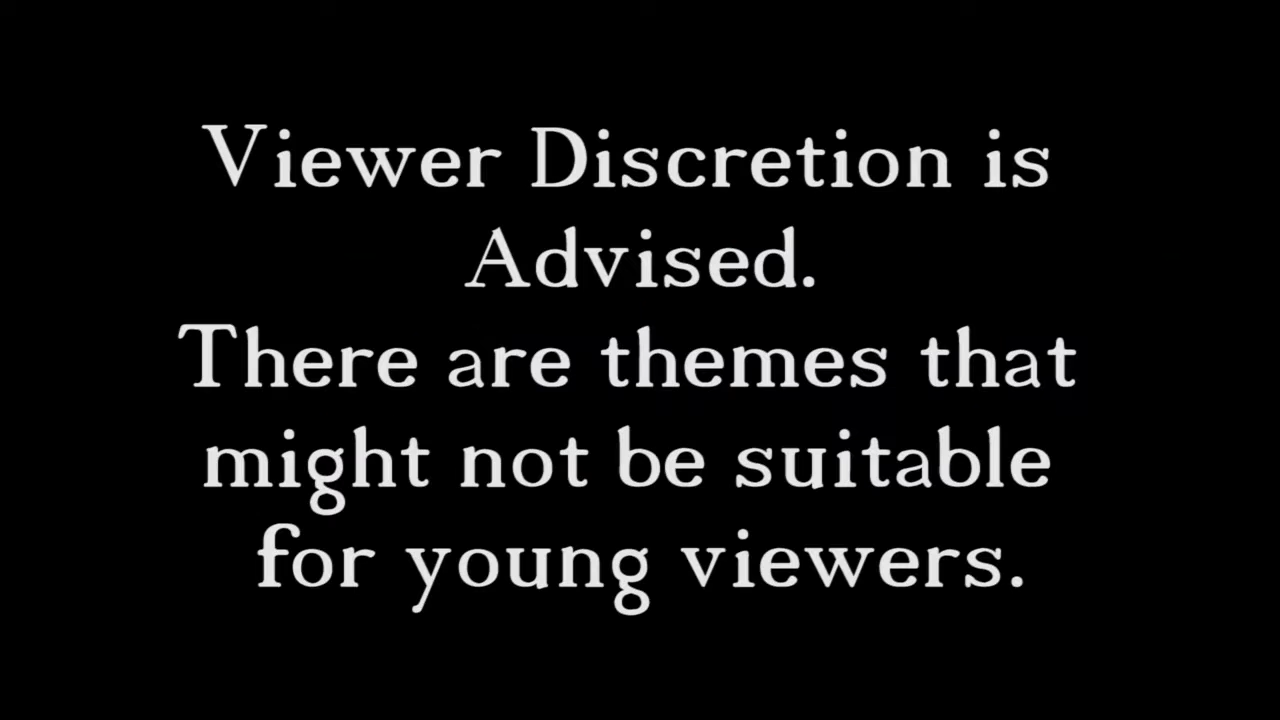 Viewer Discretion is
Advised.
There are themes that
might not be suitable
for young viewers.